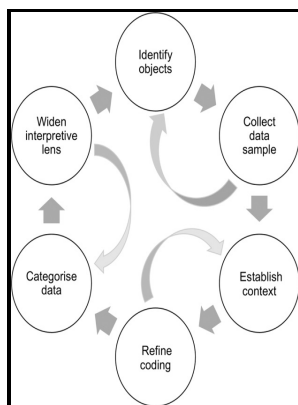 Identify
objects
Collect
data
sample
Establish
context
Refine
coding
Categorise
data
Widen
interpretive
lens